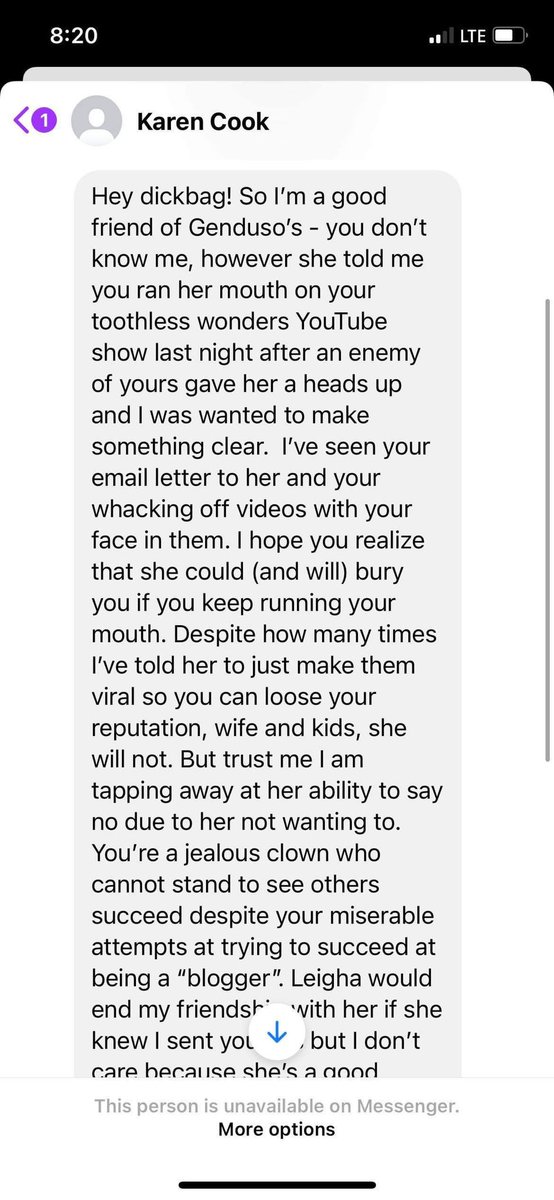 8:20
LTE
1
Karen Cook
Hey dickbag! So I'm a good
friend of Genduso's - you don't
know me, however she told me
you ran her mouth on your
toothless wonders YouTube
show last night after an enemy
of yours gave her a heads up
and I was wanted to make
something clear.  I've seen your
email letter to her and your
whacking off videos with your
face in them. I hope you realize
that she could (and will) bury
you if you keep running your
mouth. Despite how many times
I've told her to just make them
viral so you can loose your
reputation, wife and kids, she
will not. But trust me I am
tapping away at her ability to say
no due to her not wanting to.
You're a jealous clown who
cannot stand to see others
succeed despite your miserable
attempts at trying to succeed at
being a “blogger”. Leigha would
end my with her if she
knew I sent but I don't
care because she's a good
This person is unavailable on Messenger.
More options